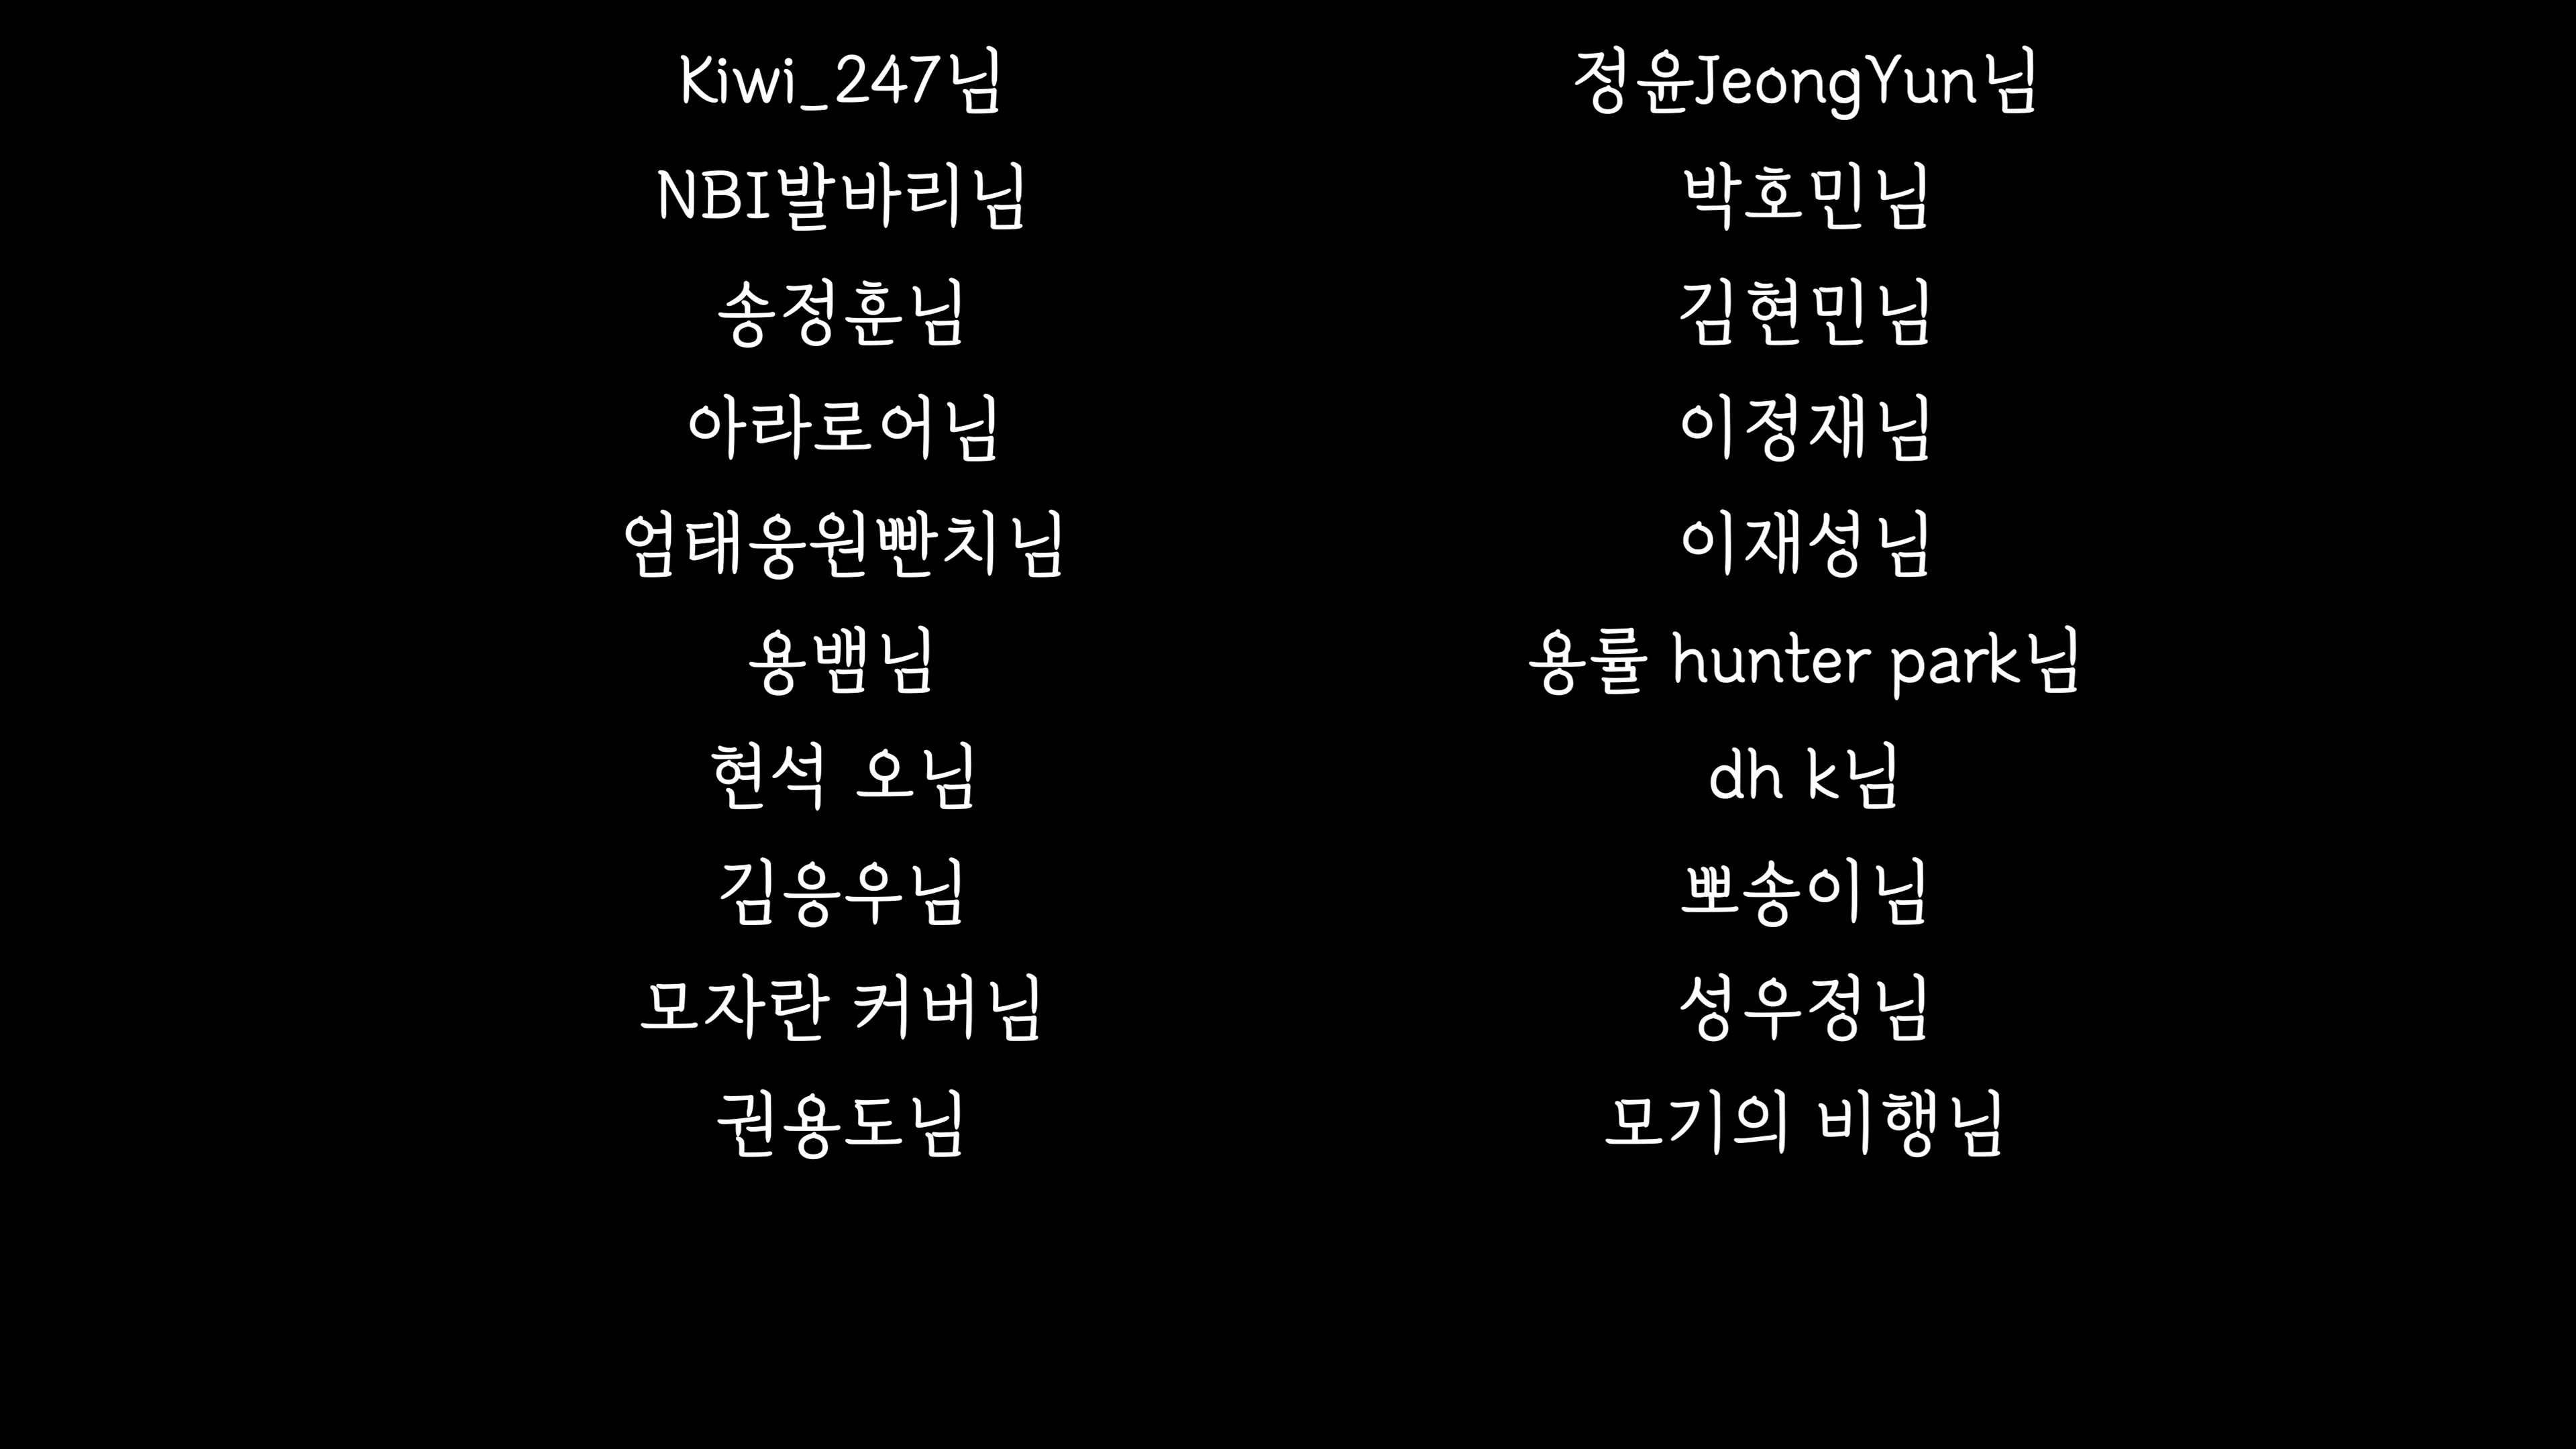 Kiwi_247님
NBI발바리님
송정훈님
아라로어님
엄태웅원빤치님
용뱀님
현석 오님
김응우님
모자란 커버님
권용도님
정윤JeongYun님
박호민님
김현민님
이정재님
이재성님
용률 hunter park님
dh k님
뽀송이님
성우정님
모기의 비행님